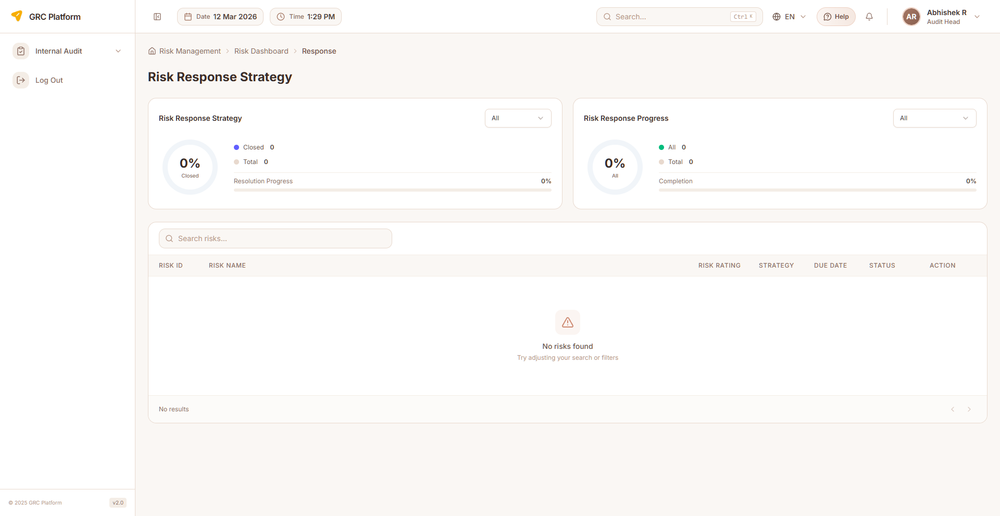 GRC Platform
Date 12 Mar 2026
Time 1:29 PM
Search...
Ctrl K
EN
Help
AR
Abhishek R
Audit Head
Internal Audit
Log Out
Risk Management > Risk Dashboard > Response
Risk Response Strategy
Risk Response Strategy
All
0%
Closed
Closed 0
Total 0
Resolution Progress 0%
Risk Response Progress
All
0%
All
All 0
Total 0
Completion 0%
Search risks...
RISK ID RISK NAME RISK RATING STRATEGY DUE DATE STATUS ACTION
No risks found
Try adjusting your search or filters
No results
© 2025 GRC Platform
v2.0